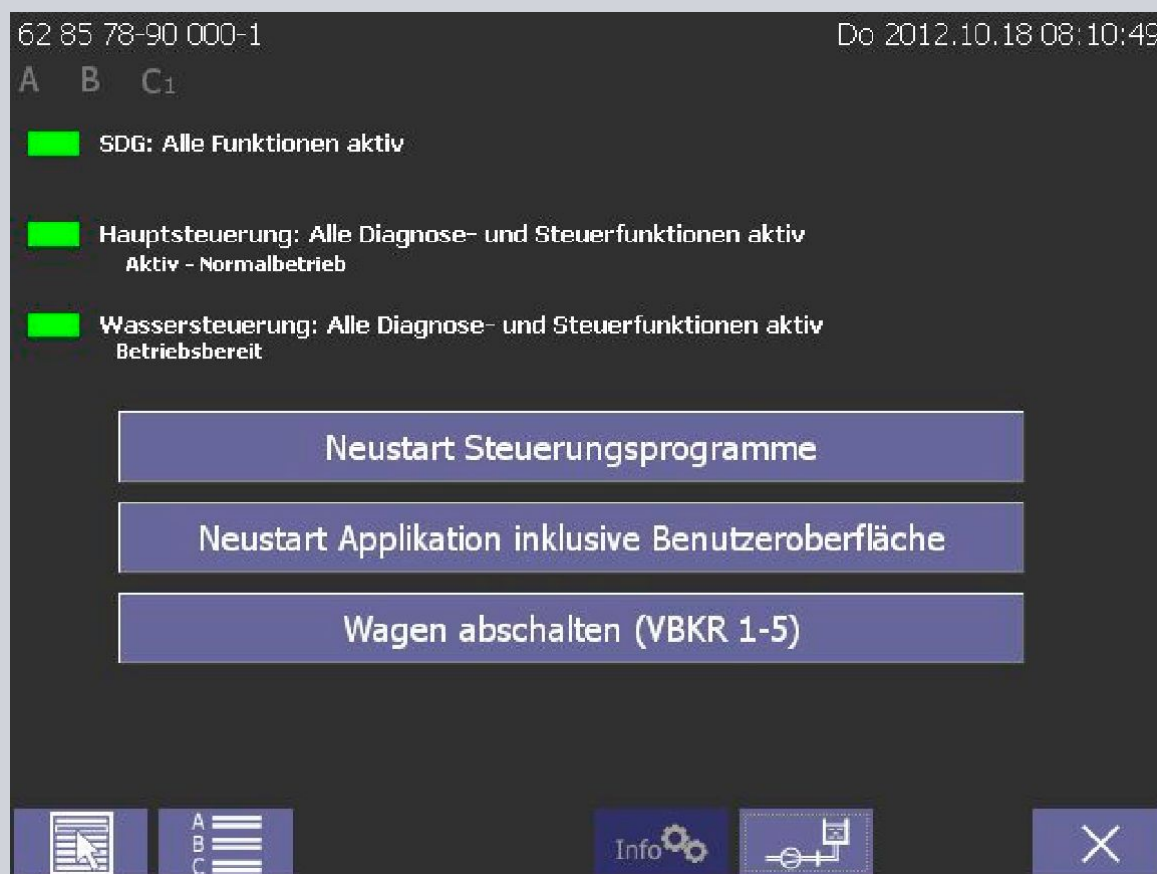 62 85 78-90 000-1
Do 2012.10.18 08:10:49
A B C1
SDG: Alle Funktionen aktiv
Hauptsteuerung: Alle Diagnose- und Steuerfunktionen aktiv
Aktiv - Normalbetrieb
Wassersteuerung: Alle Diagnose- und Steuerfunktionen aktiv
Betriebsbereit
Neustart Steuerungsprogramme
Neustart Applikation inklusive Benutzeroberfläche
Wagen abschalten (VBKR 1-5)
A
B
C
Info